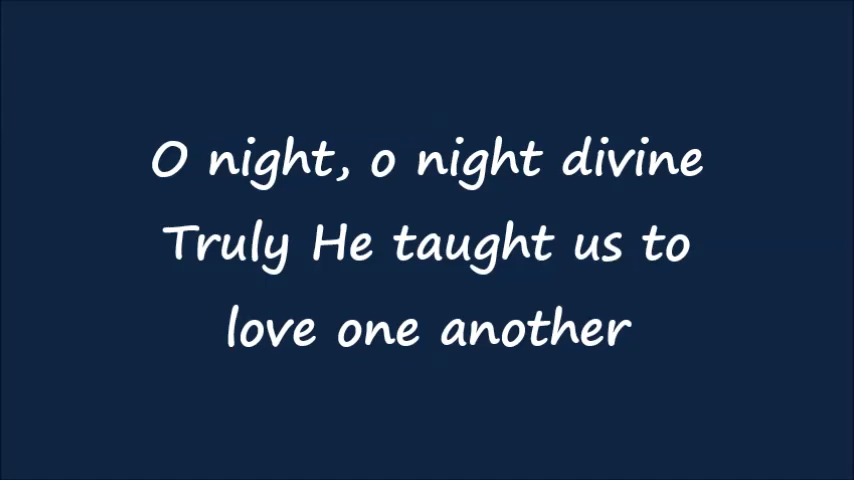 O night, o night divine
Truly He taught us to
love one another